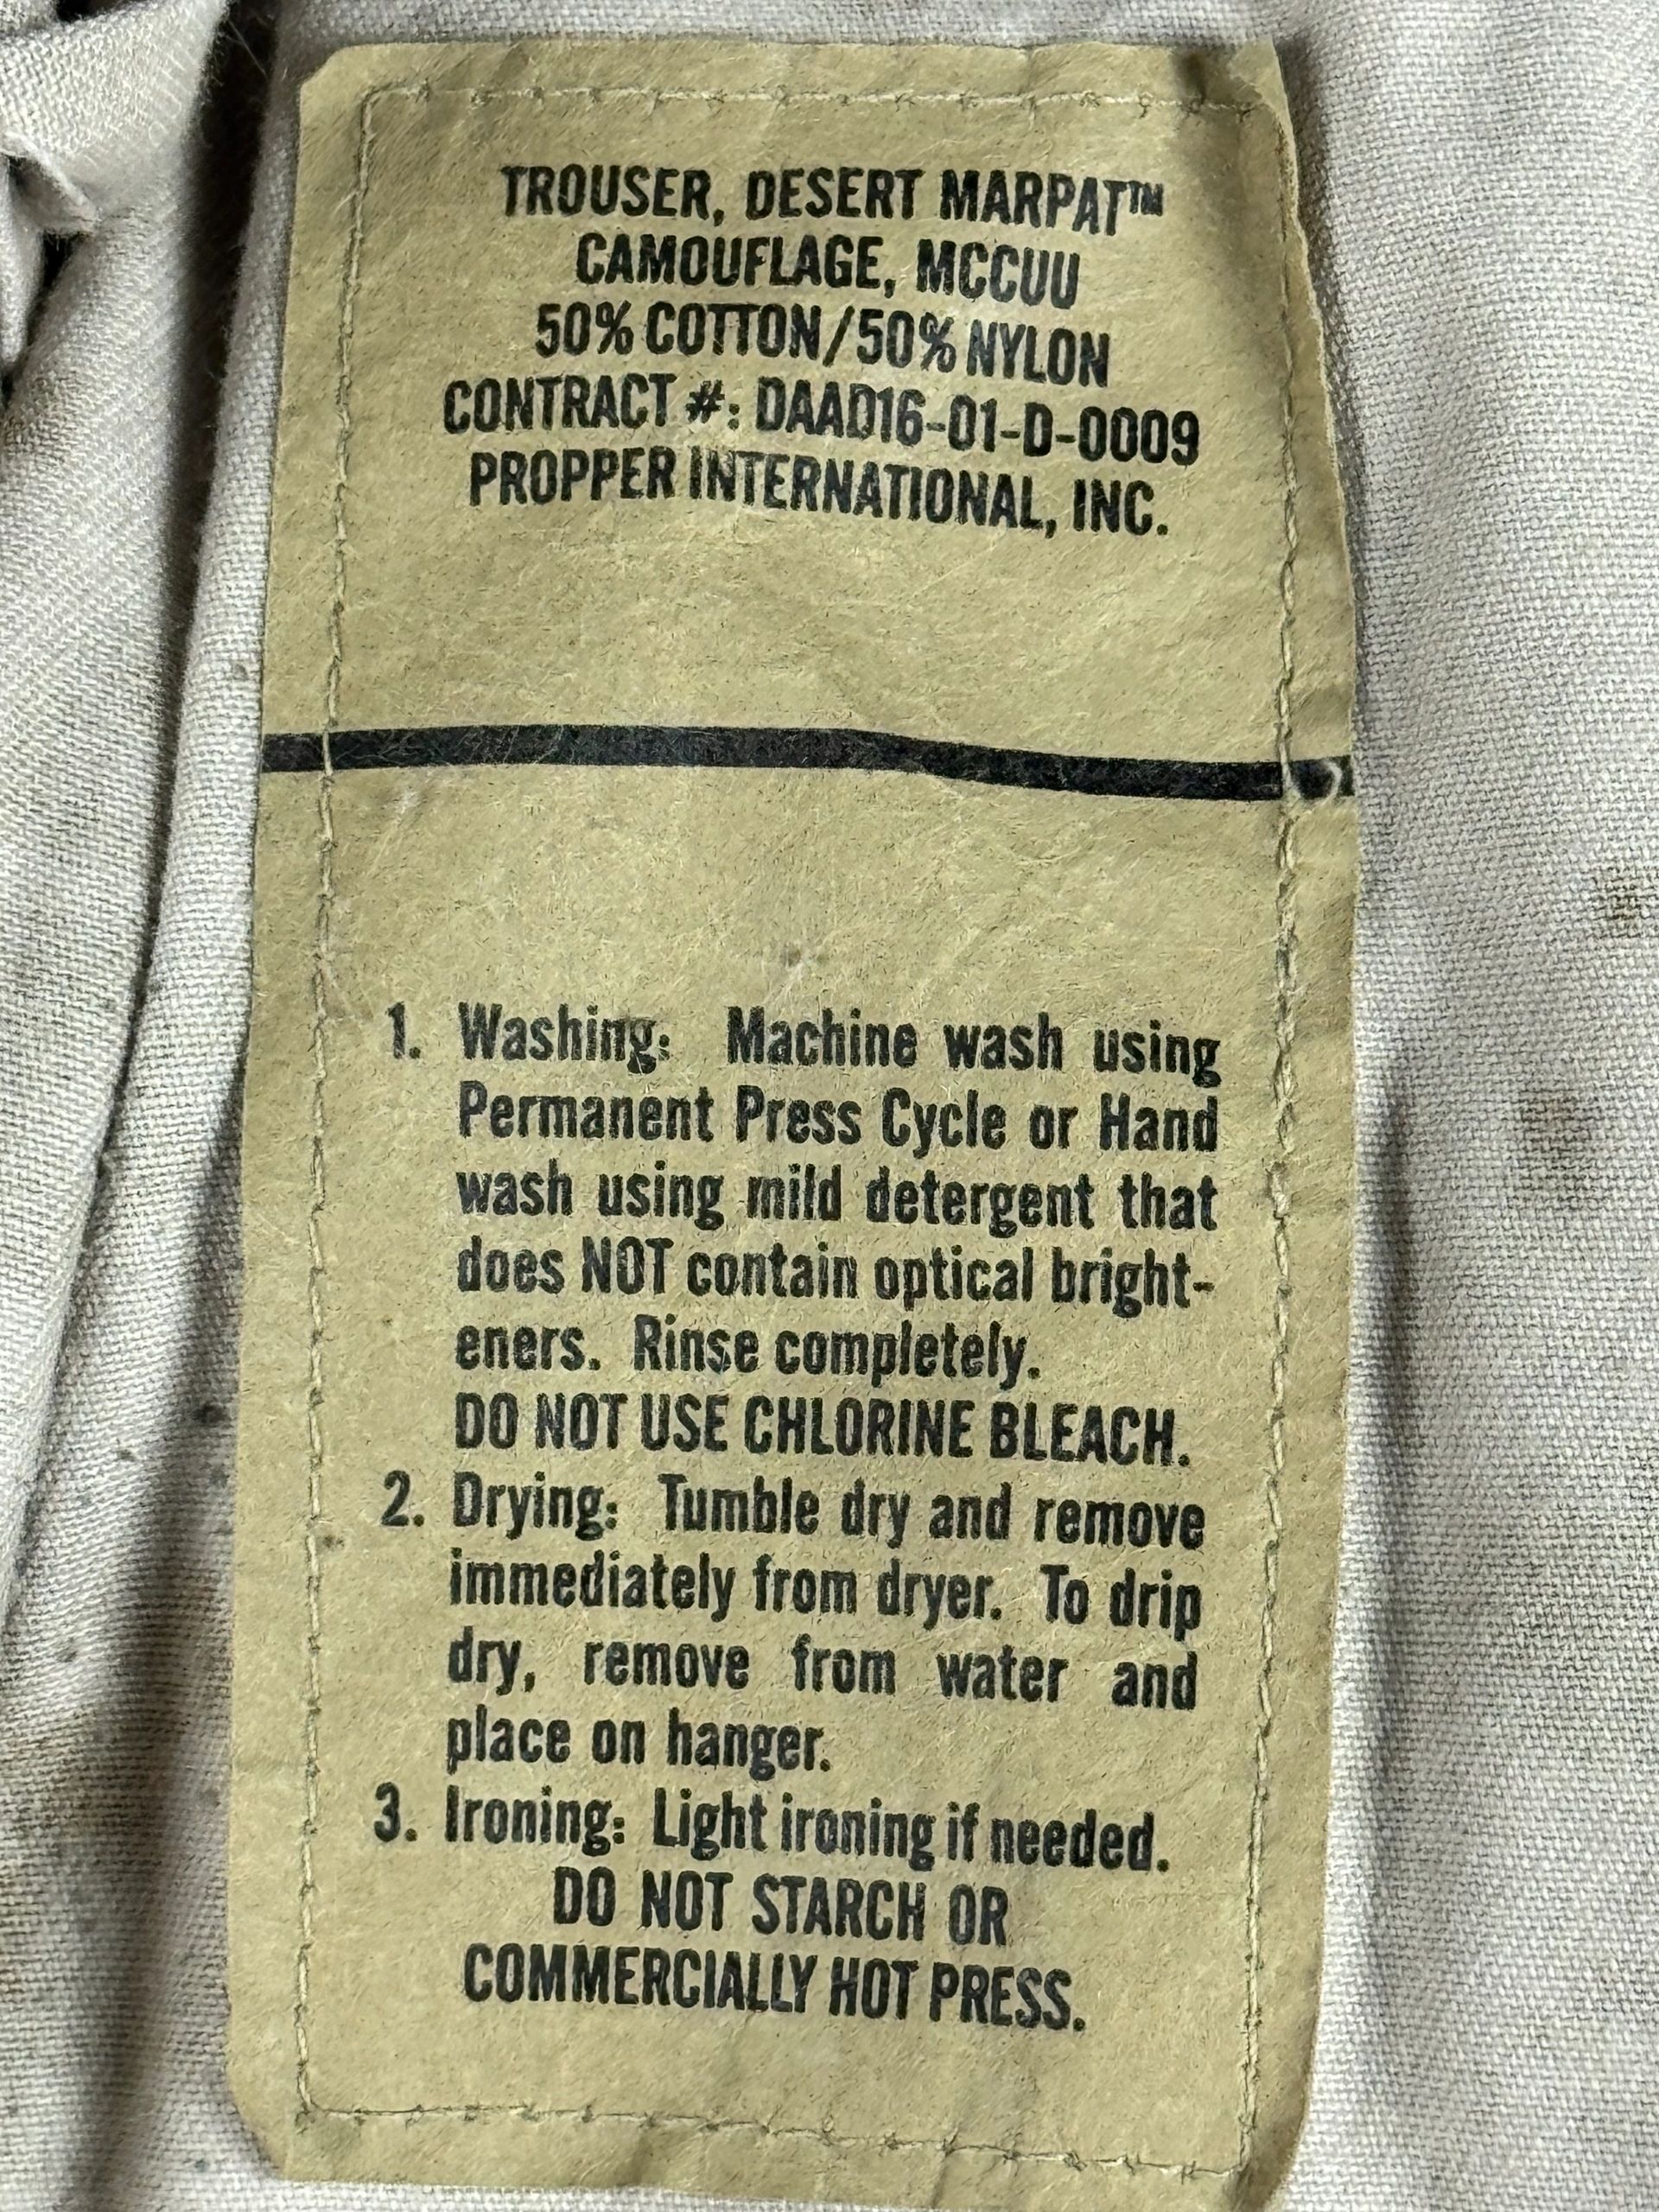 TROUSER, DESERT MARPAT™
CAMOUFLAGE, MCCUU
50% COTTON/50% NYLON
CONTRACT #: DAAD16-01-D-0009
PROPPER INTERNATIONAL, INC.
1. Washing: Machine wash using
Permanent Press Cycle or Hand
wash using mild detergent that
does NOT contain optical bright-
eners. Rinse completely.
DO NOT USE CHLORINE BLEACH.
2. Drying: Tumble dry and remove
immediately from dryer. To drip
dry, remove from water and
place on hanger.
3. Ironing: Light ironing if needed.
DO NOT STARCH OR
COMMERCIALLY HOT PRESS.